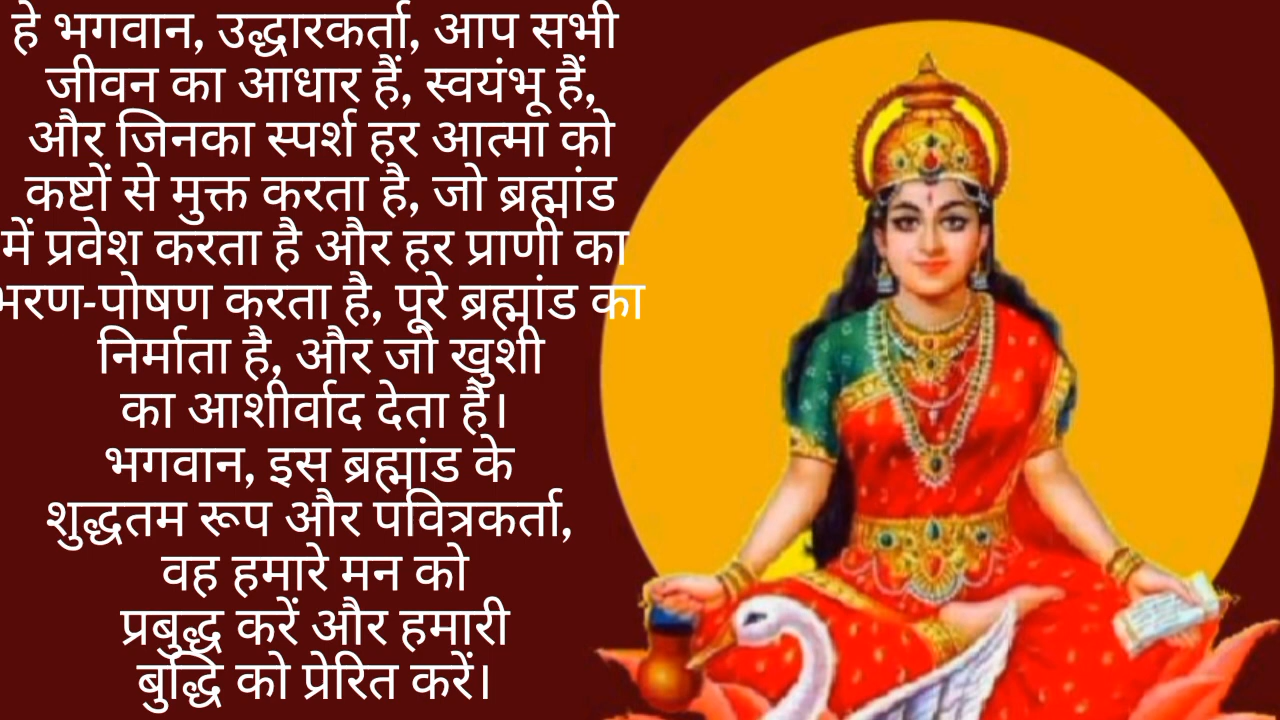 हे भगवान, उद्धारकर्ता, आप सभी
जीवन का आधार हैं, स्वयंभू हैं,
और जिनका स्पर्श हर आत्मा को
कष्टों से मुक्त करता है, जो ब्रह्मांड
में प्रवेश करता है और हर प्राणी का
भरण-पोषण करता है, पूरे ब्रह्मांड का
निर्माता है, और जो खुशी
का आशीर्वाद देता है।
भगवान, इस ब्रह्मांड के
शुद्धतम रूप और पवित्रकर्ता,
वह हमारे मन को
प्रबुद्ध करें और हमारी
बुद्धि को प्रेरित करें।